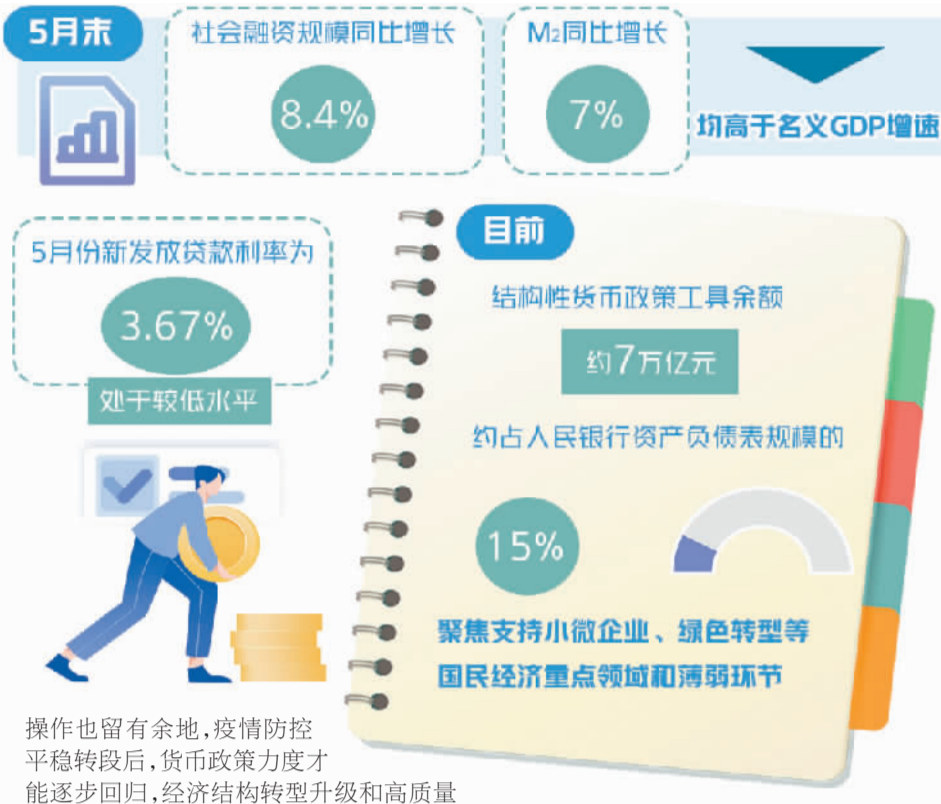 5月末
社会融资规模同比增长
8.4%
M2同比增长
7%
均高于名义GDP增速
5月份新发放贷款利率为
3.67%
处于较低水平
目前
结构性货币政策工具余额
约7万亿元
约占人民银行资产负债表规模的
15%
聚焦支持小微企业、绿色转型等
国民经济重点领域和薄弱环节
操作也留有余地,疫情防控
平稳转段后,货币政策力度才
能逐步回归,经济结构转型升级和高质量